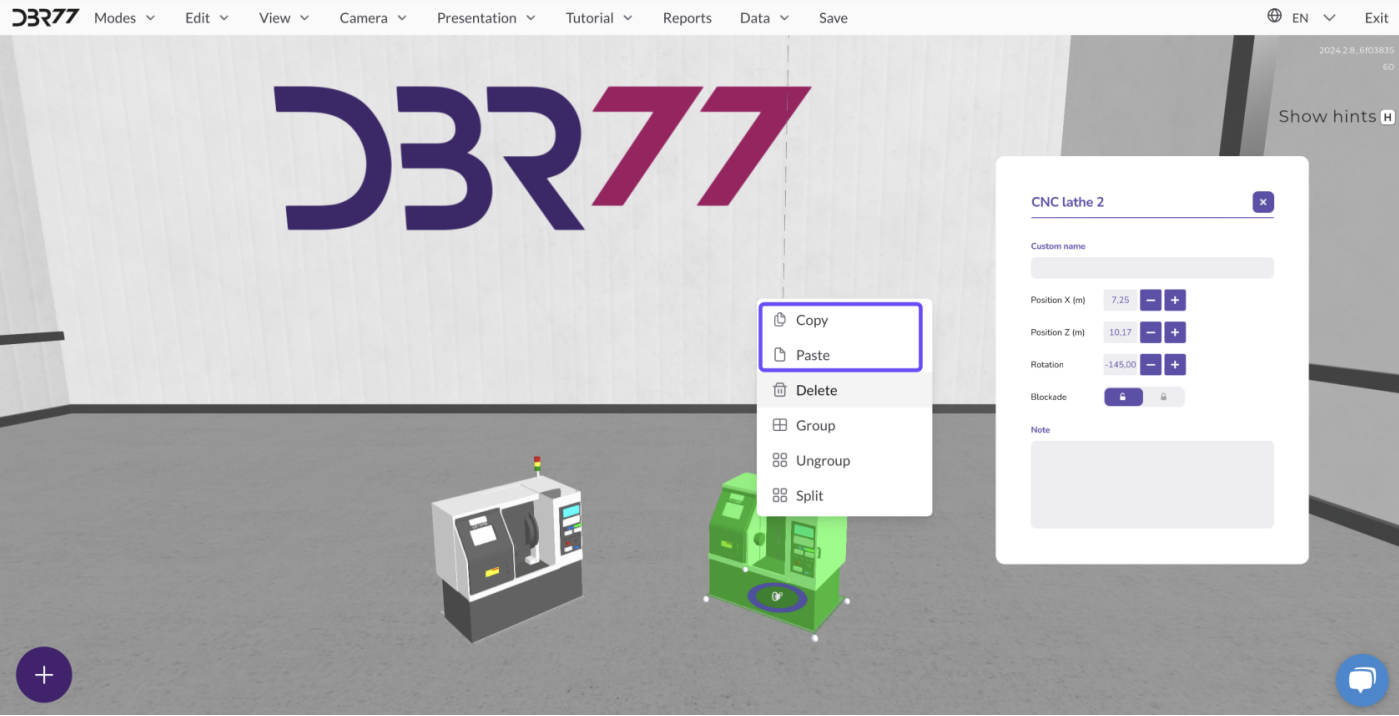 DBR77 Modes Edit View Camera Presentation Tutorial Reports Data Save EN Exit
2024.2.8_6f03835
60
Show hints H
DBR77
CNC lathe 2
Custom name
Position X (m) 7,25
Position Z (m) 10,17
Rotation -145,00
Blockade
Note
Copy
Paste
Delete
Group
Ungroup
Split